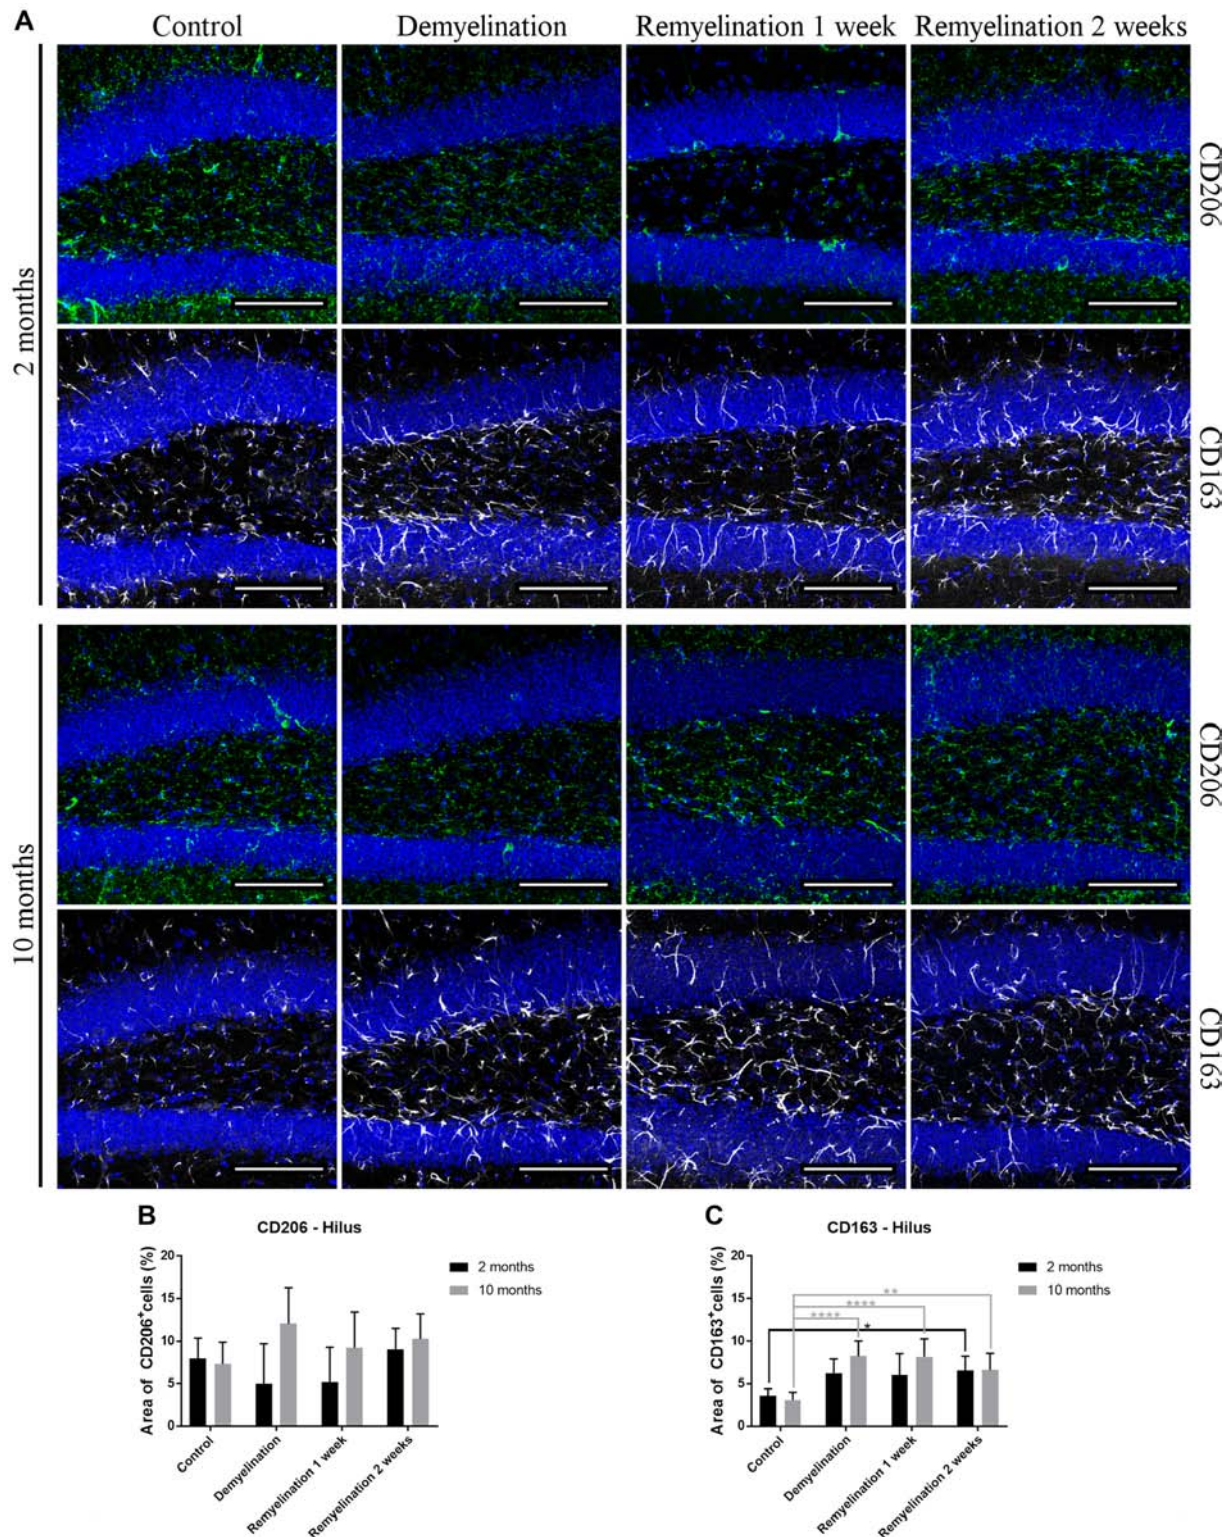 A
Control
Demyelination
Remyelination 1 week
Remyelination 2 weeks
2 months
CD206
CD163
10 months
CD206
CD163
B
CD206 - Hilus
Area of CD206+cells (%)
20
15
10
5
0
2 months
10 months
Control
Demyelination
Remyelination 1 week
Remyelination 2 weeks
C
CD163 - Hilus
Area of CD163+cells (%)
20
15
10
5
0
**
****
****
*
2 months
10 months
Control
Demyelination
Remyelination 1 week
Remyelination 2 weeks